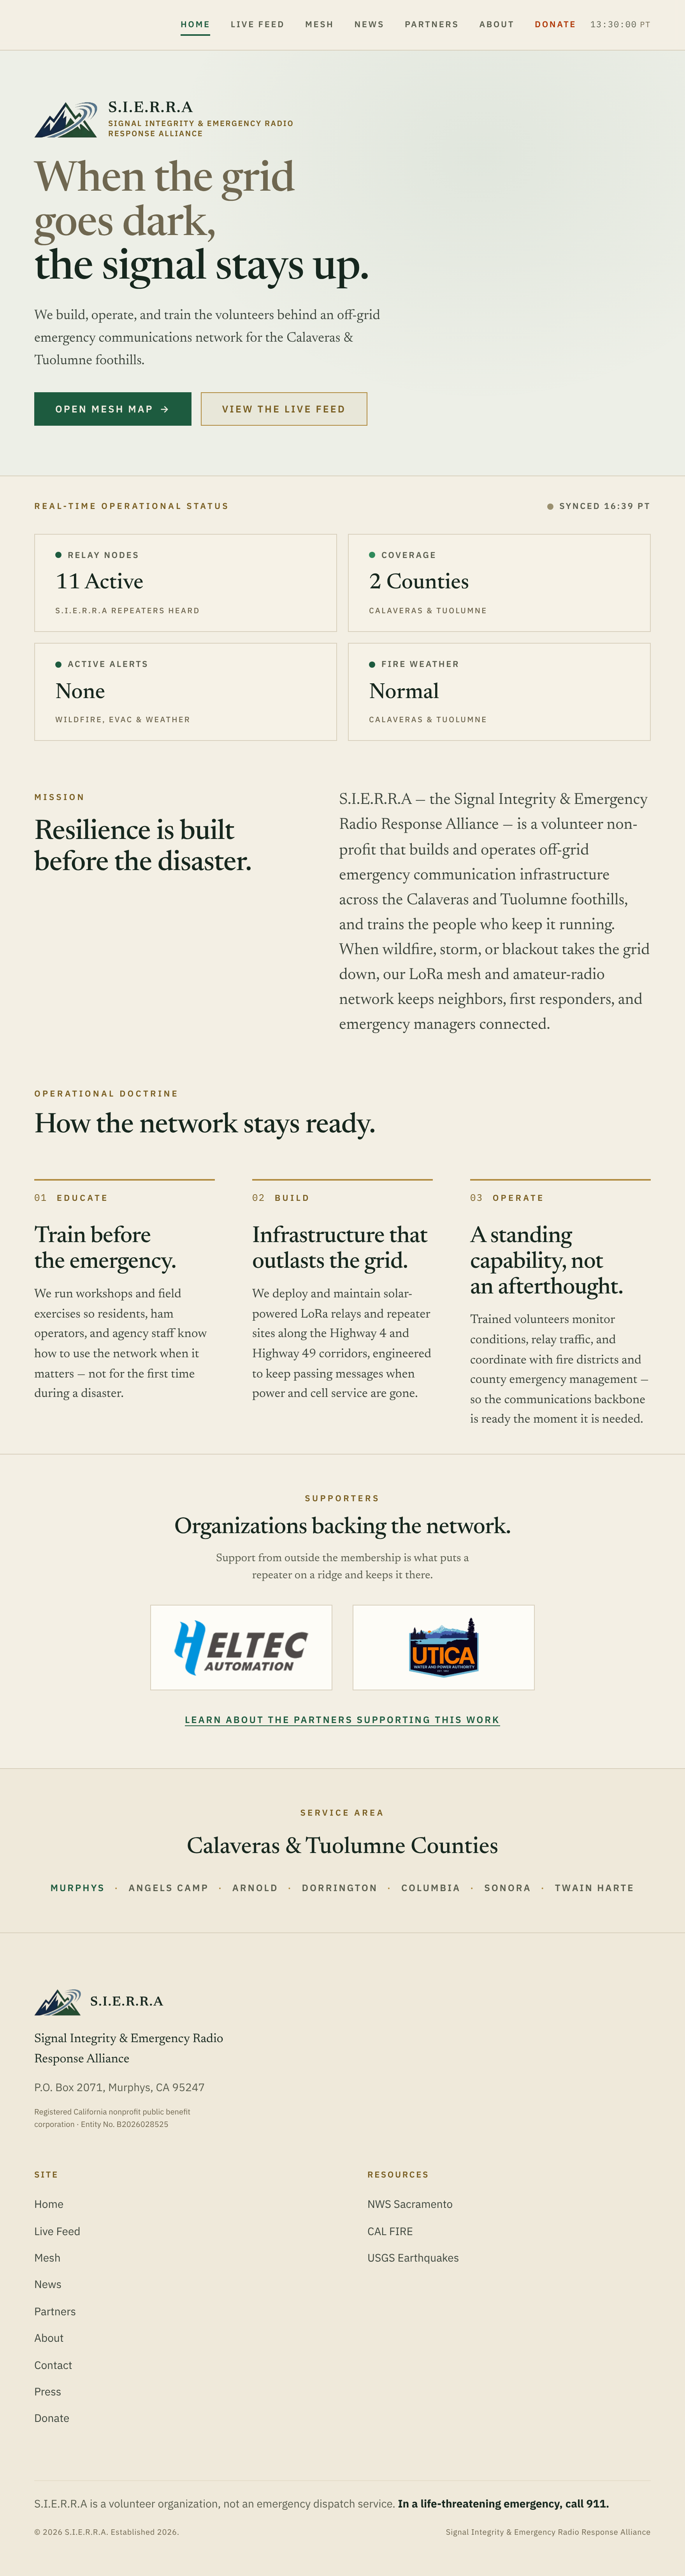 HOME LIVE FEED MESH NEWS PARTNERS ABOUT DONATE 13:30:00 PT
S.I.E.R.R.A
SIGNAL INTEGRITY & EMERGENCY RADIO
RESPONSE ALLIANCE
When the grid
goes dark,
the signal stays up.
We build, operate, and train the volunteers behind an off-grid
emergency communications network for the Calaveras &
Tuolumne foothills.
OPEN MESH MAP →
VIEW THE LIVE FEED
REAL-TIME OPERATIONAL STATUS
SYNCED 16:39 PT
RELAY NODES
11 Active
S.I.E.R.R.A REPEATERS HEARD
COVERAGE
2 Counties
CALAVERAS & TUOLUMNE
ACTIVE ALERTS
None
WILDFIRE, EVAC & WEATHER
FIRE WEATHER
Normal
CALAVERAS & TUOLUMNE
MISSION
Resilience is built
before the disaster.
S.I.E.R.R.A — the Signal Integrity & Emergency
Radio Response Alliance — is a volunteer non-
profit that builds and operates off-grid
emergency communication infrastructure
across the Calaveras and Tuolumne foothills,
and trains the people who keep it running.
When wildfire, storm, or blackout takes the grid
down, our LoRa mesh and amateur-radio
network keeps neighbors, first responders, and
emergency managers connected.
OPERATIONAL DOCTRINE
How the network stays ready.
01 EDUCATE
Train before
the emergency.
We run workshops and field
exercises so residents, ham
operators, and agency staff know
how to use the network when it
matters — not for the first time
during a disaster.
02 BUILD
Infrastructure that
outlasts the grid.
We deploy and maintain solar-
powered LoRa relays and repeater
sites along the Highway 4 and
Highway 49 corridors, engineered
to keep passing messages when
power and cell service are gone.
03 OPERATE
A standing
capability, not
an afterthought.
Trained volunteers monitor
conditions, relay traffic, and
coordinate with fire districts and
county emergency management —
so the communications backbone
is ready the moment it is needed.
SUPPORTERS
Organizations backing the network.
Support from outside the membership is what puts a
repeater on a ridge and keeps it there.
HELTEC
AUTOMATION
UTICA
WATER AND POWER AUTHORITY
LEARN ABOUT THE PARTNERS SUPPORTING THIS WORK
SERVICE AREA
Calaveras & Tuolumne Counties
MURPHYS · ANGELS CAMP · ARNOLD · DORRINGTON · COLUMBIA · SONORA · TWAIN HARTE
S.I.E.R.R.A
Signal Integrity & Emergency Radio
Response Alliance
P.O. Box 2071, Murphys, CA 95247
Registered California nonprofit public benefit
corporation · Entity No. B2026028525
SITE
Home
Live Feed
Mesh
News
Partners
About
Contact
Press
Donate
RESOURCES
NWS Sacramento
CAL FIRE
USGS Earthquakes
S.I.E.R.R.A is a volunteer organization, not an emergency dispatch service. In a life-threatening emergency, call 911.
© 2026 S.I.E.R.R.A. Established 2026.
Signal Integrity & Emergency Radio Response Alliance